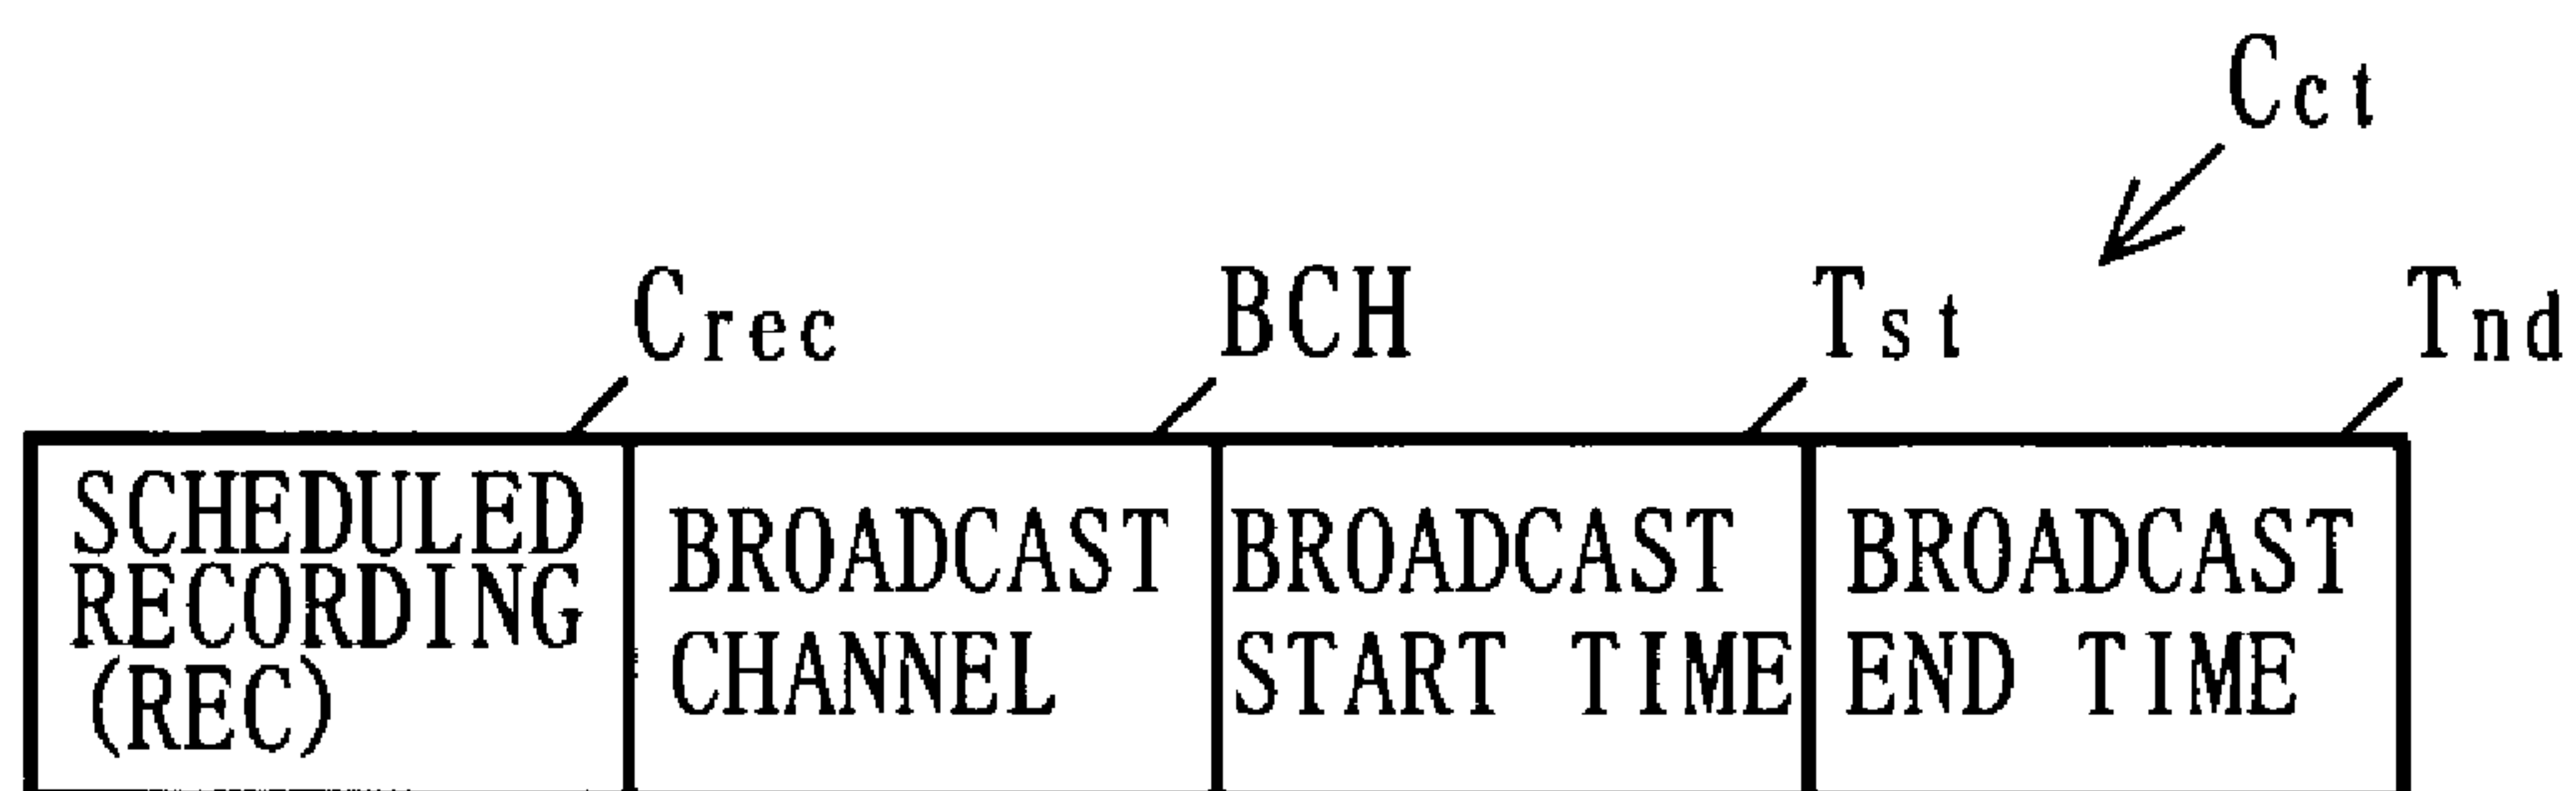 Cct
Crec BCH Tst Tnd
SCHEDULED
RECORDING
(REC)
BROADCAST
CHANNEL
BROADCAST
START TIME
BROADCAST
END TIME